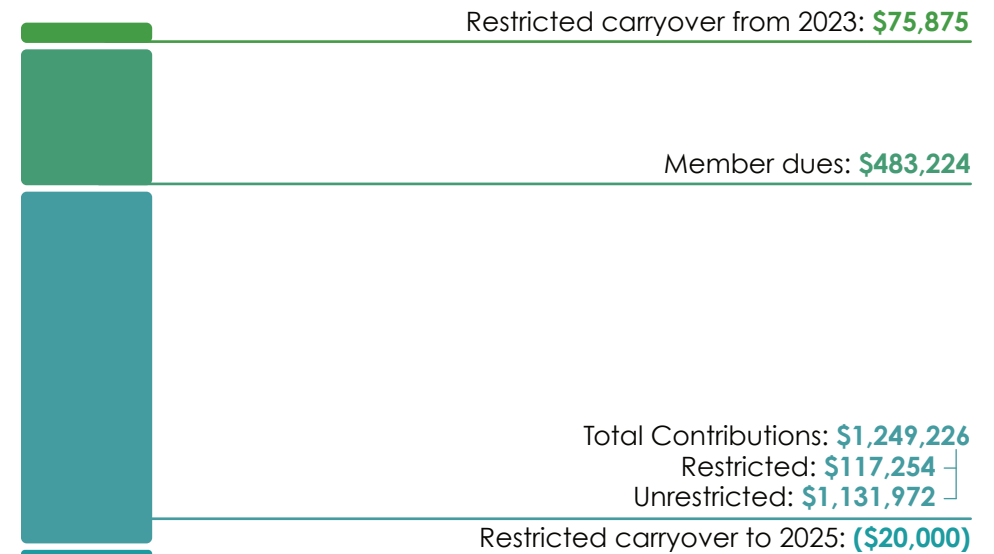 Restricted carryover from 2023: $75,875
Member dues: $483,224
Total Contributions: $1,249,226
Restricted: $117,254
Unrestricted: $1,131,972
Restricted carryover to 2025: ($20,000)